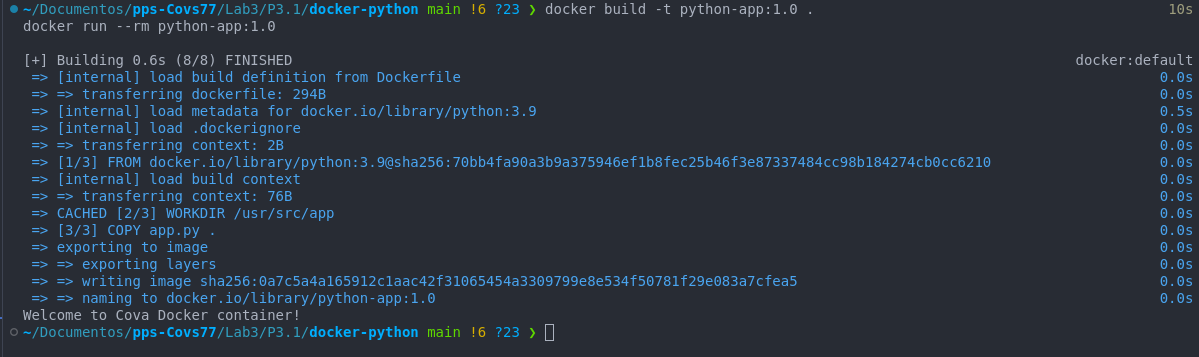 ~/Documentos/pps-Covs77/Lab3/P3.1/docker-python main !6 ?23 ❯ docker build -t python-app:1.0 . 10s
docker run --rm python-app:1.0
[+] Building 0.6s (8/8) FINISHED docker:default
=> [internal] load build definition from Dockerfile 0.0s
=> => transferring dockerfile: 294B 0.0s
=> [internal] load metadata for docker.io/library/python:3.9 0.5s
=> [internal] load .dockerignore 0.0s
=> => transferring context: 2B 0.0s
=> [1/3] FROM docker.io/library/python:3.9@sha256:70bb4fa90a3b9a375946ef1b8fec25b46f3e87337484cc98b184274cb0cc6210 0.0s
=> [internal] load build context 0.0s
=> => transferring context: 76B 0.0s
=> CACHED [2/3] WORKDIR /usr/src/app 0.0s
=> [3/3] COPY app.py . 0.0s
=> exporting to image 0.0s
=> => exporting layers 0.0s
=> => writing image sha256:0a7c5a4a165912c1aac42f31065454a3309799e8e534f50781f29e083a7cfea5 0.0s
=> => naming to docker.io/library/python-app:1.0 0.0s
Welcome to Cova Docker container!
~/Documentos/pps-Covs77/Lab3/P3.1/docker-python main !6 ?23 ❯